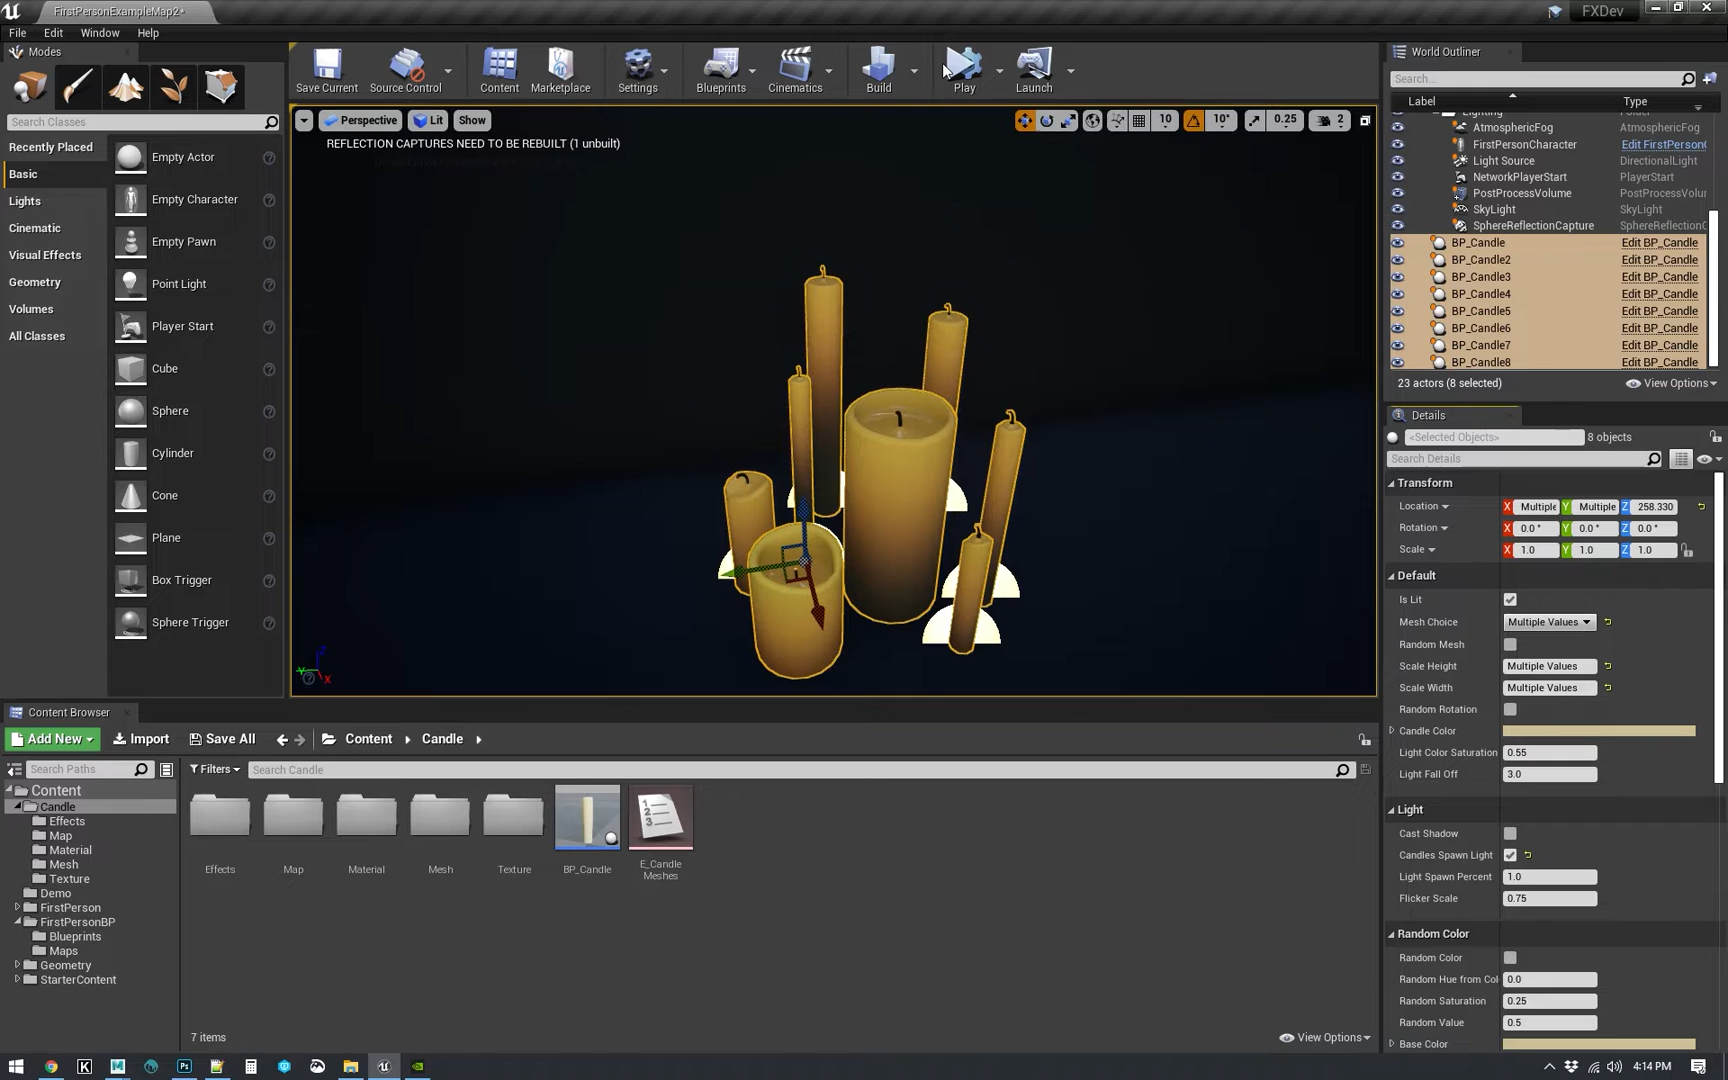 FirstPersonExampleMap2*
FXDev
File Edit Window Help
Modes
Search Classes
Recently Placed
Basic
Lights
Cinematic
Visual Effects
Geometry
Volumes
All Classes
Empty Actor
Empty Character
Empty Pawn
Point Light
Player Start
Cube
Sphere
Cylinder
Cone
Plane
Box Trigger
Sphere Trigger
Save Current Source Control Content Marketplace Settings Blueprints Cinematics Build Play Launch
Perspective Lit Show 10 10° 0.25 2
REFLECTION CAPTURES NEED TO BE REBUILT (1 unbuilt)
World Outliner
Search...
Label Type
AtmosphericFog AtmosphericFog
FirstPersonCharacter Edit FirstPerson
Light Source DirectionalLight
NetworkPlayerStart PlayerStart
PostProcessVolume PostProcessVolu
SkyLight SkyLight
SphereReflectionCapture SphereReflection
BP_Candle Edit BP_Candle
BP_Candle2 Edit BP_Candle
BP_Candle3 Edit BP_Candle
BP_Candle4 Edit BP_Candle
BP_Candle5 Edit BP_Candle
BP_Candle6 Edit BP_Candle
BP_Candle7 Edit BP_Candle
BP_Candle8 Edit BP_Candle
23 actors (8 selected) View Options
Details
<Selected Objects> 8 objects
Search Details
Transform
Location X Multiple Y Multiple Z 258.330
Rotation X 0.0 ° Y 0.0 ° Z 0.0 °
Scale X 1.0 Y 1.0 Z 1.0
Default
Is Lit
Mesh Choice Multiple Values
Random Mesh
Scale Height Multiple Values
Scale Width Multiple Values
Random Rotation
Candle Color
Light Color Saturation 0.55
Light Fall Off 3.0
Light
Cast Shadow
Candles Spawn Light
Light Spawn Percent 1.0
Flicker Scale 0.75
Random Color
Random Color
Random Hue from Col 0.0
Random Saturation 0.25
Random Value 0.5
Base Color
Content Browser
Add New Import Save All Content Candle
Search Paths
Filters Search Candle
Content
Candle
Effects
Map
Material
Mesh
Texture
Demo
FirstPerson
FirstPersonBP
Blueprints
Maps
Geometry
StarterContent
Effects Map Material Mesh Texture BP_Candle E_Candle
Meshes
7 items View Options
4:14 PM